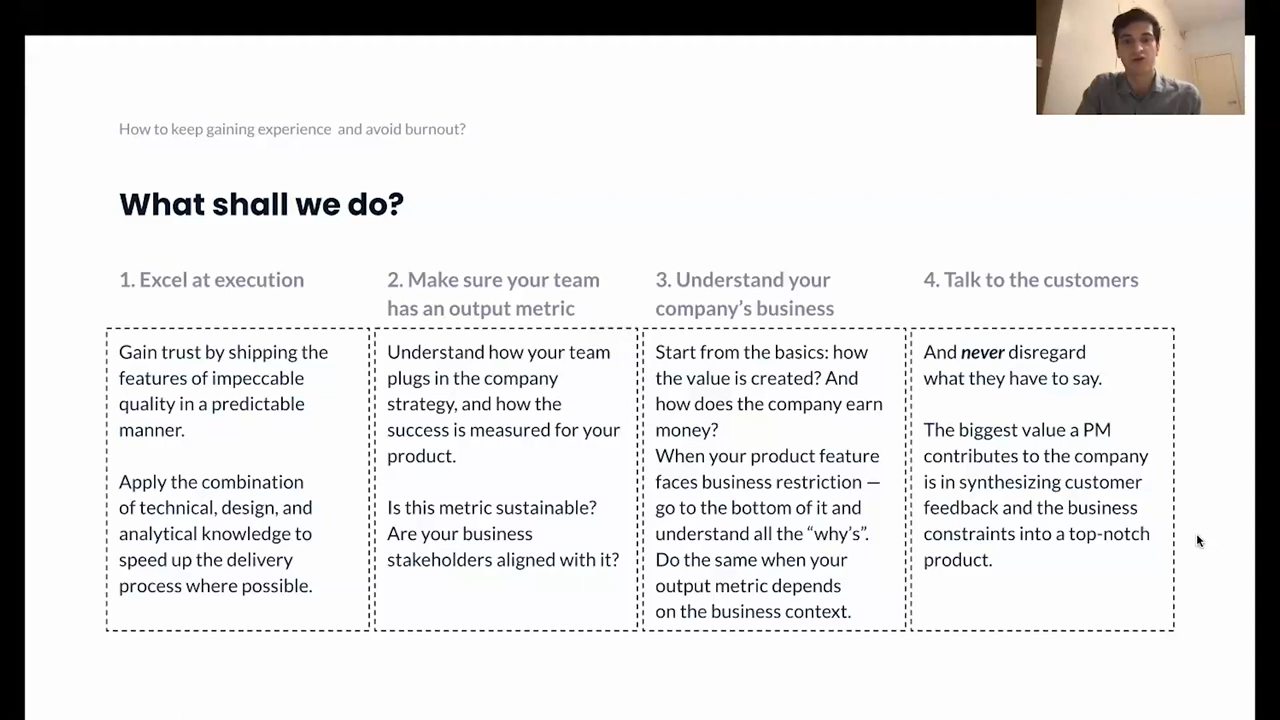 How to keep gaining experience and avoid burnout?
What shall we do?
1. Excel at execution
Gain trust by shipping the
features of impeccable
quality in a predictable
manner.
Apply the combination
of technical, design, and
analytical knowledge to
speed up the delivery
process where possible.
2. Make sure your team
has an output metric
Understand how your team
plugs in the company
strategy, and how the
success is measured for your
product.
Is this metric sustainable?
Are your business
stakeholders aligned with it?
3. Understand your
company’s business
Start from the basics: how
the value is created? And
how does the company earn
money?
When your product feature
faces business restriction —
go to the bottom of it and
understand all the “why’s”.
Do the same when your
output metric depends
on the business context.
4. Talk to the customers
And never disregard
what they have to say.
The biggest value a PM
contributes to the company
is in synthesizing customer
feedback and the business
constraints into a top-notch
product.